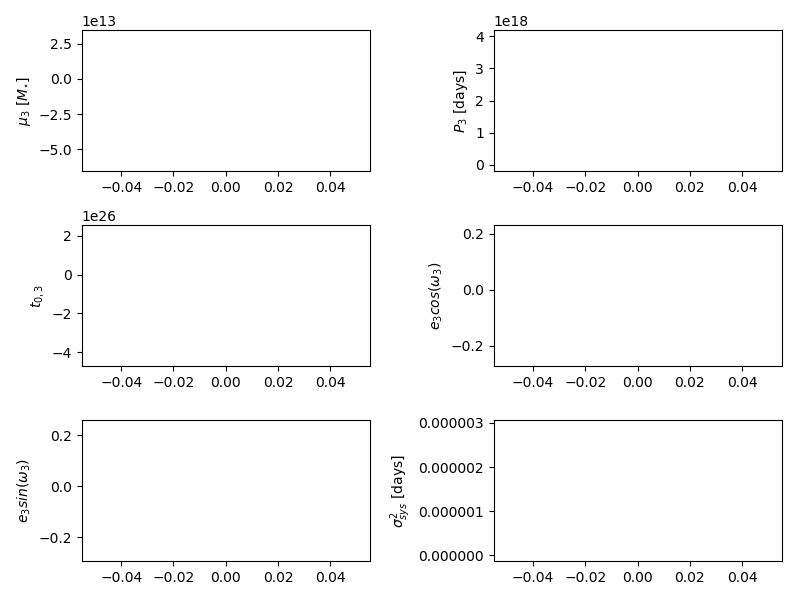 1e13
μ₃ [M⋆]
2.5
0.0
−2.5
−5.0
−0.04 −0.02 0.00 0.02 0.04
1e18
P₃ [days]
4
3
2
1
0
−0.04 −0.02 0.00 0.02 0.04
1e26
t₀,₃
2
0
−2
−4
−0.04 −0.02 0.00 0.02 0.04
e₃cos(ω₃)
0.2
0.0
−0.2
−0.04 −0.02 0.00 0.02 0.04
e₃sin(ω₃)
0.2
0.0
−0.2
−0.04 −0.02 0.00 0.02 0.04
σ²sys [days]
0.000003
0.000002
0.000001
0.000000
−0.04 −0.02 0.00 0.02 0.04